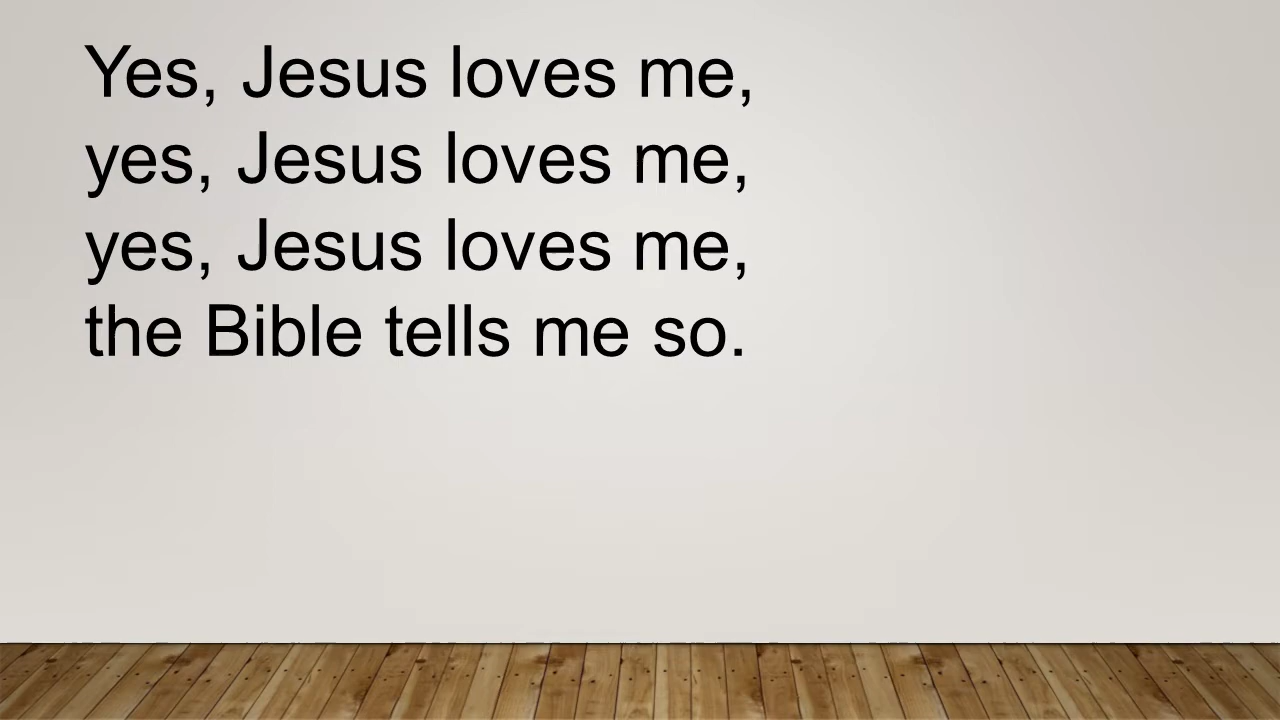 Yes, Jesus loves me,
yes, Jesus loves me,
yes, Jesus loves me,
the Bible tells me so.